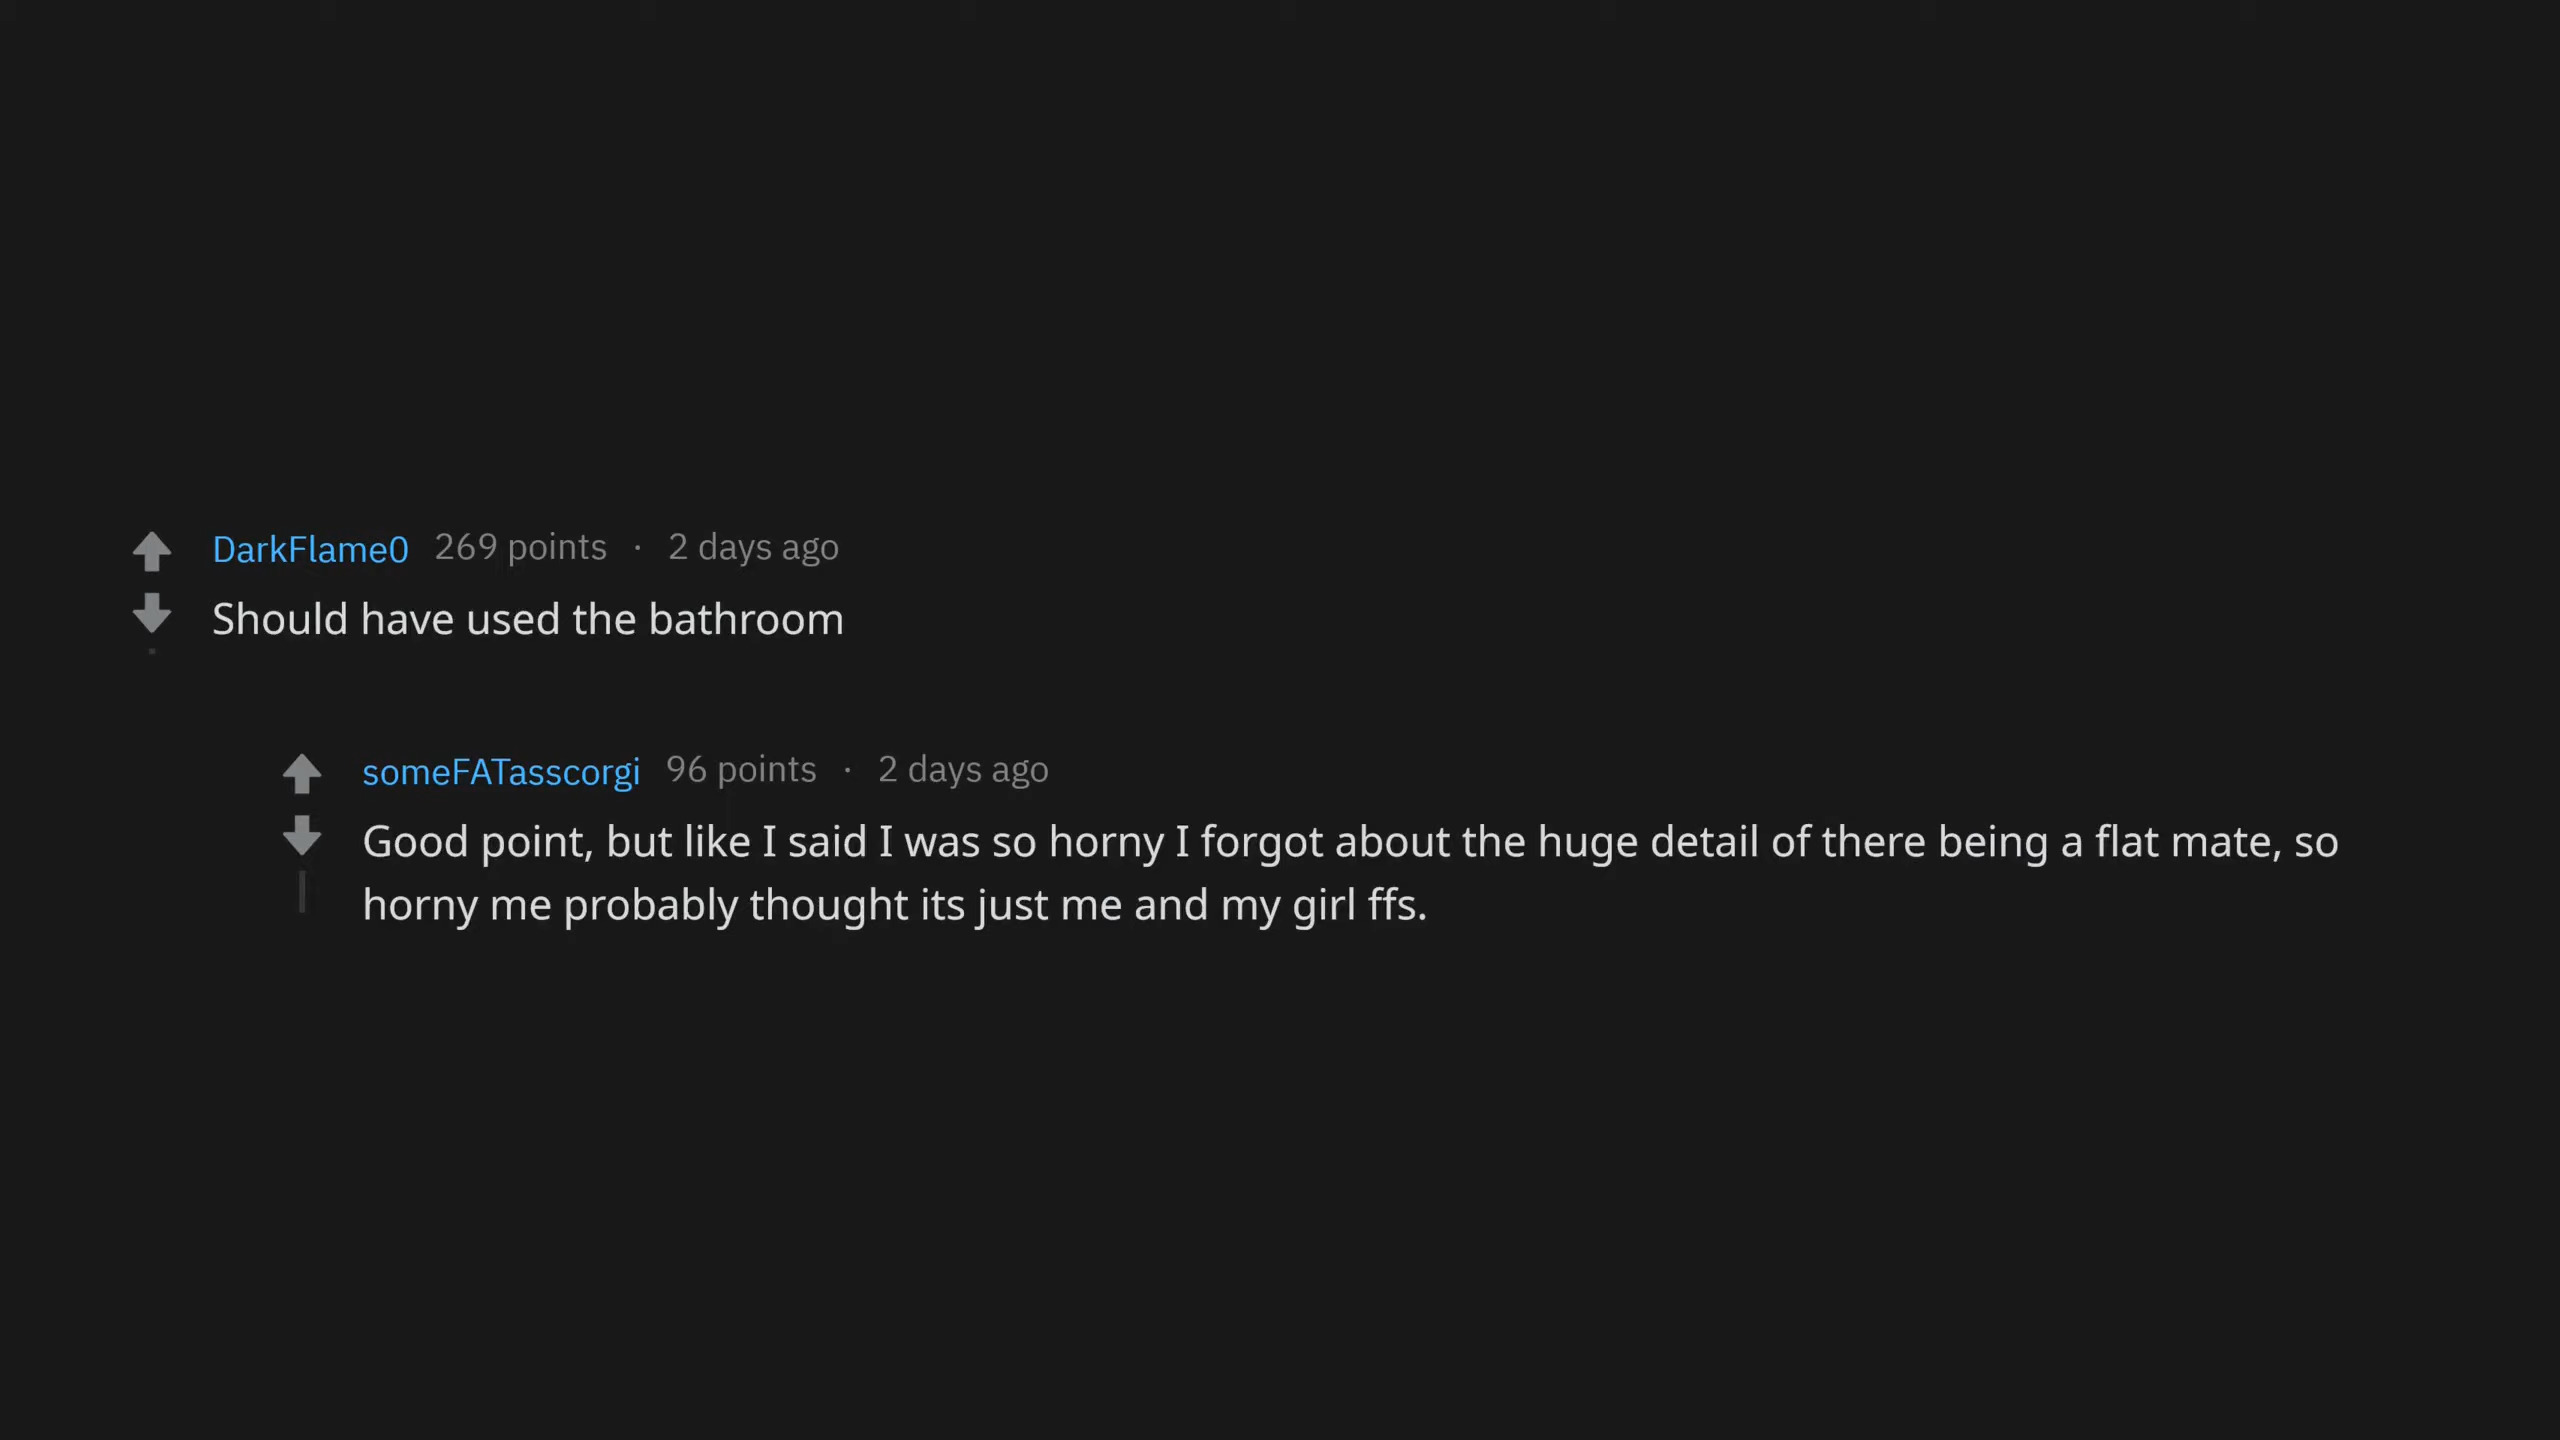 DarkFlame0 269 points · 2 days ago
Should have used the bathroom
someFATasscorgi 96 points · 2 days ago
Good point, but like I said I was so horny I forgot about the huge detail of there being a flat mate, so
horny me probably thought its just me and my girl ffs.